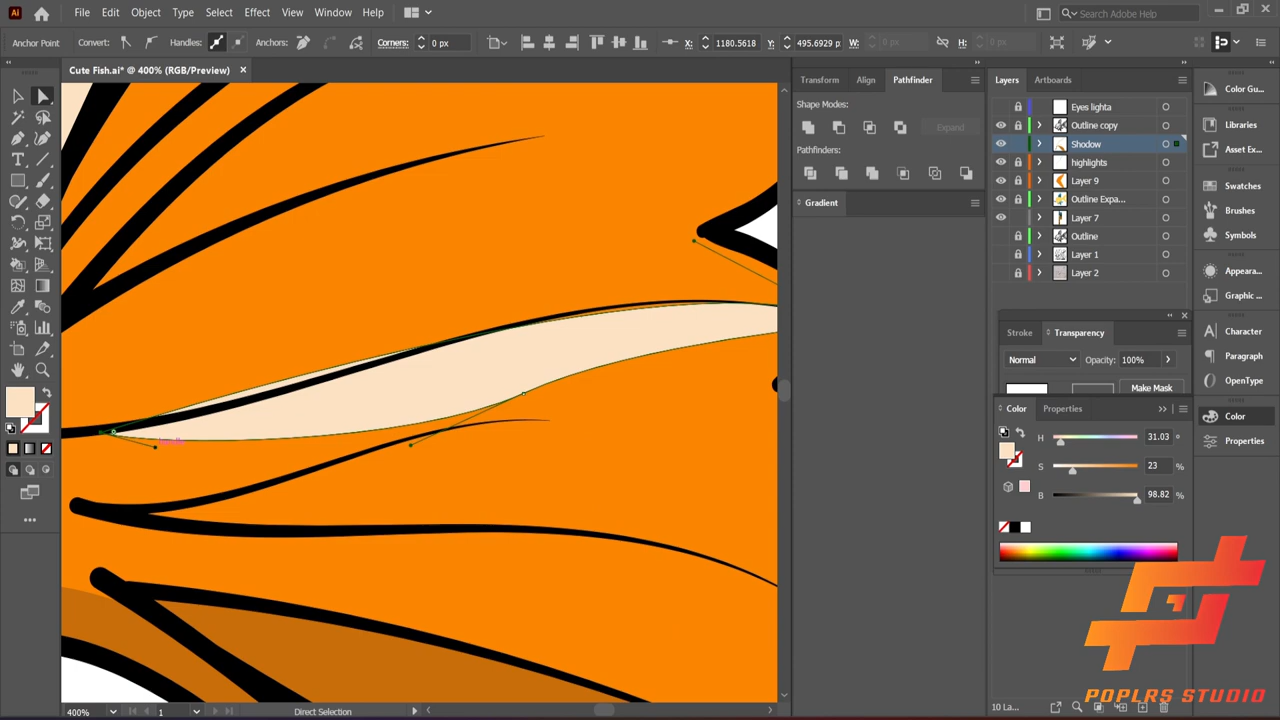 Ai File Edit Object Type Select Effect View Window Help Search Adobe Help
Anchor Point Convert: Handles: Anchors: Corners: 0 px X: 1180.5618 Y: 495.6929 p W: 0 px H: 0 px
Cute Fish.ai* @ 400% (RGB/Preview) ×
Transform Align Pathfinder
Shape Modes:
Expand
Pathfinders:
Gradient
Layers Artboards
Eyes lighta
Outline copy
Shodow
highlights
Layer 9
Outline Expa...
Layer 7
Outline
Layer 1
Layer 2
Stroke Transparency
Normal Opacity: 100%
Make Mask
Color Properties
H 31.03 °
S 23 %
B 98.82 %
10 La...
Color Gu...
Libraries
Asset Ex...
Swatches
Brushes
Symbols
Appeara...
Graphic ...
Character
Paragraph
OpenType
Color
Properties
400% 1 Direct Selection
POPLRS STUDIO